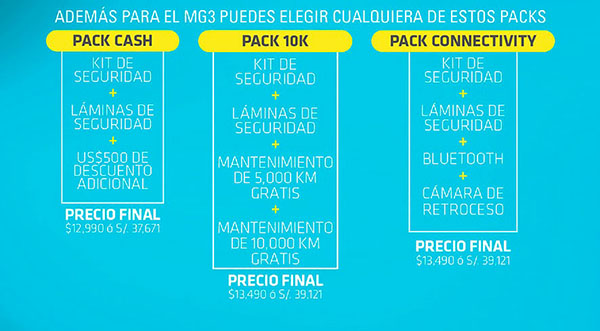 ADEMÁS PARA EL MG3 PUEDES ELEGIR CUALQUIERA DE ESTOS PACKS
PACK CASH
KIT DE
SEGURIDAD
+
LÁMINAS DE
SEGURIDAD
+
US$500 DE
DESCUENTO
ADICIONAL
PRECIO FINAL
$12,990 ó S/. 37,671
PACK 10K
KIT DE
SEGURIDAD
+
LÁMINAS DE
SEGURIDAD
+
MANTENIMIENTO
DE 5,000 KM
GRATIS
+
MANTENIMIENTO
DE 10,000 KM
GRATIS
PRECIO FINAL
$13,490 ó S/. 39,121
PACK CONNECTIVITY
KIT DE
SEGURIDAD
+
LÁMINAS DE
SEGURIDAD
+
BLUETOOTH
+
CÁMARA DE
RETROCESO
PRECIO FINAL
$13,490 ó S/. 39,121